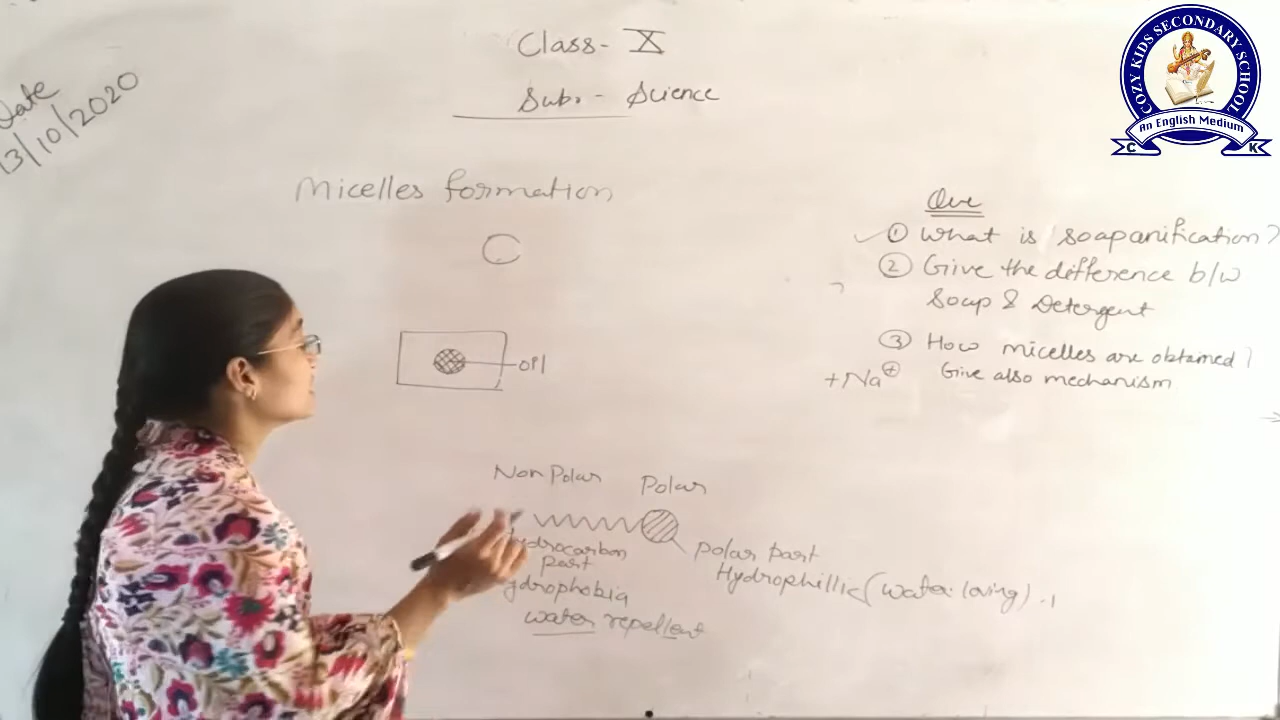 Class - X
Sub:- Science
Date
13/10/2020
Micelles formation
oil
Que
① What is soapanification?
② Give the difference b/w
Soap & Detergent
③ How micelles are obtained?
Give also mechanism
+Na⊕
Non Polar
Polar
polar part
Hydrophillic (water loving)
part
water repellent
COZY KIDS SECONDARY SCHOOL
An English Medium
C K